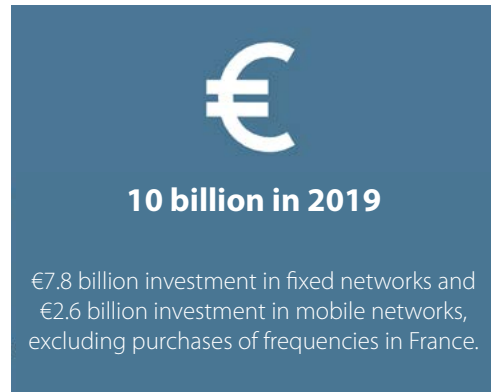 €
10 billion in 2019
€7.8 billion investment in fixed networks and
€2.6 billion investment in mobile networks,
excluding purchases of frequencies in France.